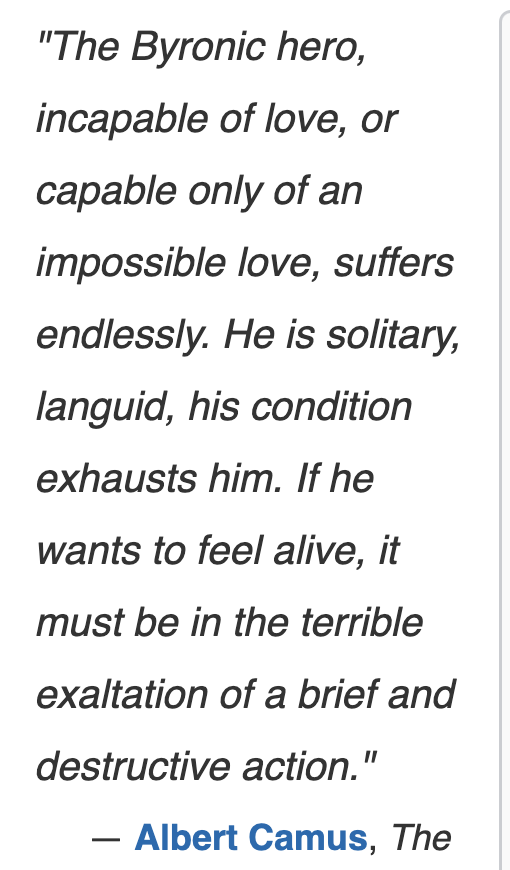 "The Byronic hero,
incapable of love, or
capable only of an
impossible love, suffers
endlessly. He is solitary,
languid, his condition
exhausts him. If he
wants to feel alive, it
must be in the terrible
exaltation of a brief and
destructive action."
— Albert Camus, The